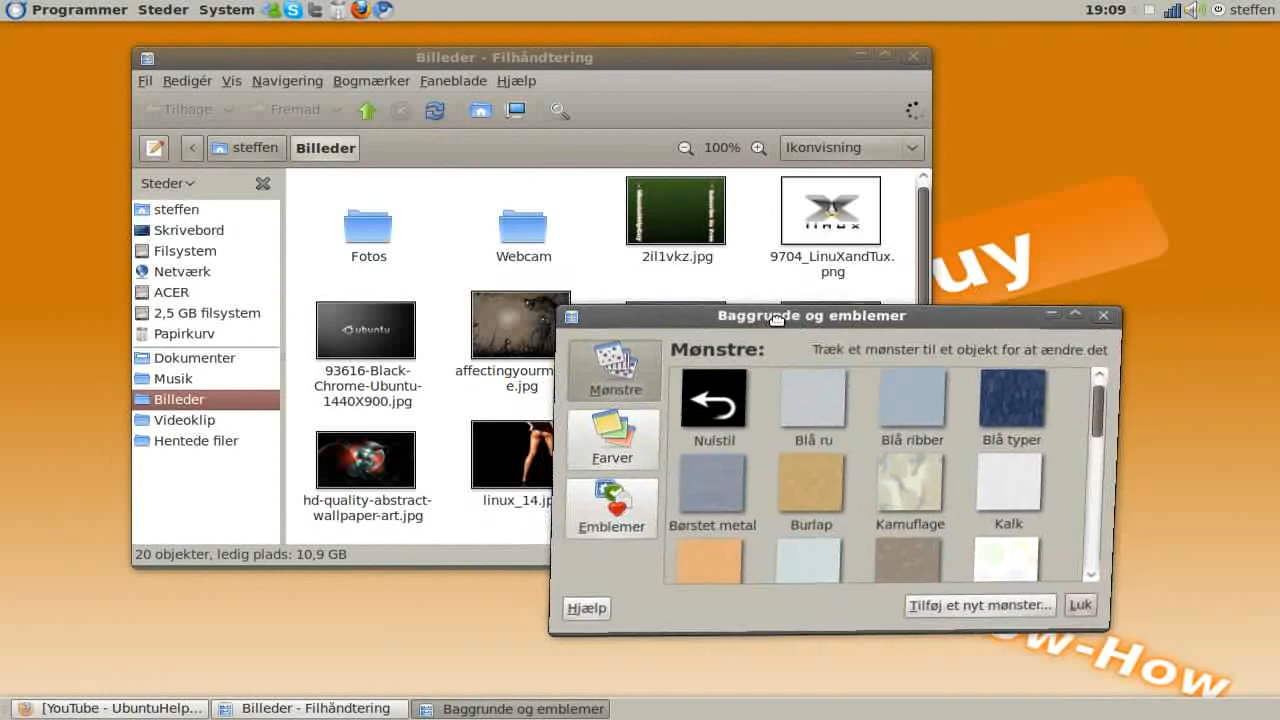 Programmer Steder System
19:09
steffen
Billeder - Filhåndtering
Fil Redigér Vis Navigering Bogmærker Faneblade Hjælp
Tilbage Fremad
steffen Billeder
100%
Ikonvisning
Steder
steffen
Skrivebord
Filsystem
Netværk
ACER
2,5 GB filsystem
Papirkurv
Dokumenter
Musik
Billeder
Videoklip
Hentede filer
Fotos
Webcam
2il1vkz.jpg
9704_LinuXandTux.
png
linux
ubuntu
93616-Black-
Chrome-Ubuntu-
1440X900.jpg
affectingyourm
e.jpg
hd-quality-abstract-
wallpaper-art.jpg
linux_14.jp
20 objekter, ledig plads: 10,9 GB
Baggrunde og emblemer
Mønstre
Farver
Emblemer
Mønstre:
Træk et mønster til et objekt for at ændre det
Nulstil
Blå ru
Blå ribber
Blå typer
Børstet metal
Burlap
Kamuflage
Kalk
Hjælp
Tilføj et nyt mønster...
Luk
uy
ow-How
[YouTube - UbuntuHelp...
Billeder - Filhåndtering
Baggrunde og emblemer